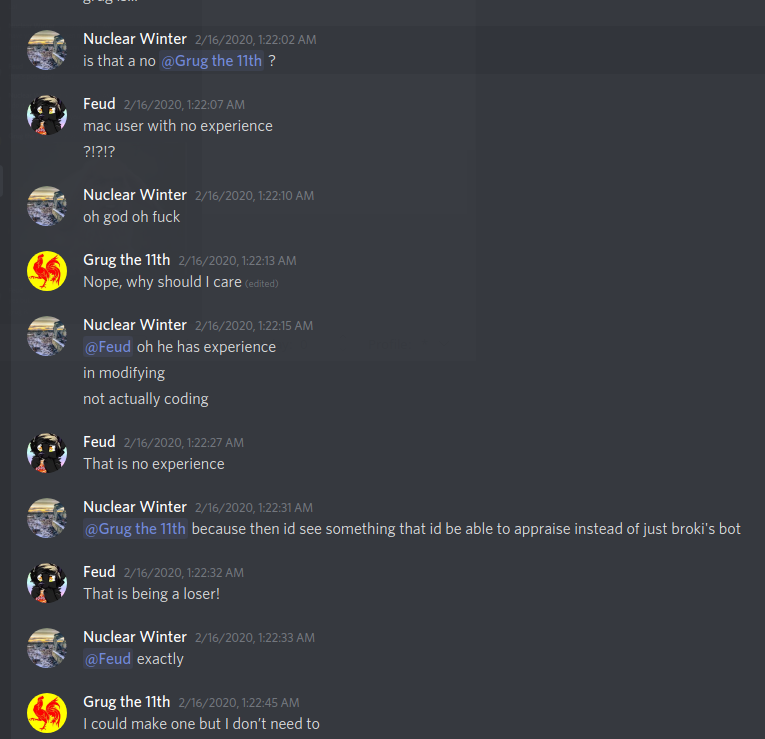 grug is...
Nuclear Winter 2/16/2020, 1:22:02 AM
is that a no @Grug the 11th ?
Feud 2/16/2020, 1:22:07 AM
mac user with no experience
?!?!?
Nuclear Winter 2/16/2020, 1:22:10 AM
oh god oh fuck
Grug the 11th 2/16/2020, 1:22:13 AM
Nope, why should I care (edited)
Nuclear Winter 2/16/2020, 1:22:15 AM
@Feud oh he has experience
in modifying
not actually coding
Feud 2/16/2020, 1:22:27 AM
That is no experience
Nuclear Winter 2/16/2020, 1:22:31 AM
@Grug the 11th because then id see something that id be able to appraise instead of just broki's bot
Feud 2/16/2020, 1:22:32 AM
That is being a loser!
Nuclear Winter 2/16/2020, 1:22:33 AM
@Feud exactly
Grug the 11th 2/16/2020, 1:22:45 AM
I could make one but I don't need to